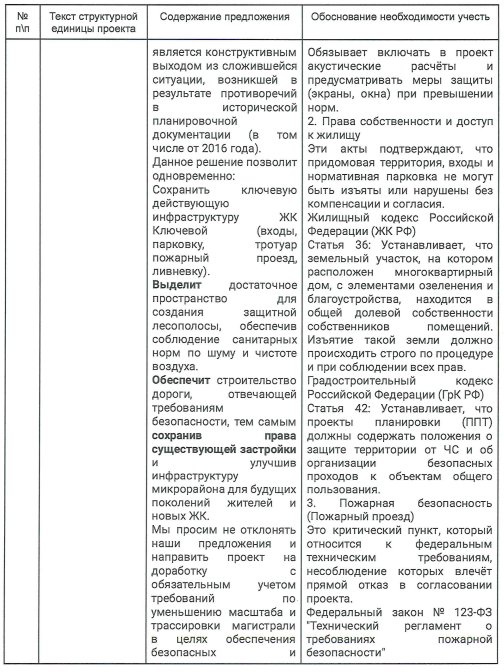 № п\п
Текст структурной единицы проекта
Содержание предложения
Обоснование необходимости учесть
является конструктивным
выходом из сложившейся
ситуации, возникшей в
результате противоречий
в исторической
планировочной
документации (в том
числе от 2016 года).
Данное решение позволит
одновременно:
Сохранить ключевую
действующую
инфраструктуру ЖК
Ключевой (входы,
парковку, тротуар
пожарный проезд,
ливневку).
Выделит достаточное
пространство для
создания защитной
лесополосы, обеспечив
соблюдение санитарных
норм по шуму и чистоте
воздуха.
Обеспечит строительство
дороги, отвечающей
требованиям
безопасности, тем самым
сохранив права
существующей застройки
и улучшив
инфраструктуру
микрорайона для будущих
поколений жителей и
новых ЖК.
Мы просим не отклонять
наши предложения и
направить проект на
доработку с
обязательным учетом
требований по
уменьшению масштаба и
трассировки магистрали
в целях обеспечения
безопасных и
Обязывает включать в проект
акустические расчёты и
предусматривать меры защиты
(экраны, окна) при превышении
норм.
2. Права собственности и доступ
к жилищу
Эти акты подтверждают, что
придомовая территория, входы и
нормативная парковка не могут
быть изъяты или нарушены без
компенсации и согласия.
Жилищный кодекс Российской
Федерации (ЖК РФ)
Статья 36: Устанавливает, что
земельный участок, на котором
расположен многоквартирный
дом, с элементами озеленения и
благоустройства, находится в
общей долевой собственности
собственников помещений.
Изъятие такой земли должно
происходить строго по процедуре
и при соблюдении всех прав.
Градостроительный кодекс
Российской Федерации (ГрК РФ)
Статья 42: Устанавливает, что
проекты планировки (ППТ)
должны содержать положения о
защите территории от ЧС и об
организации безопасных
проходов к объектам общего
пользования.
3. Пожарная безопасность
(Пожарный проезд)
Это критический пункт, который
относится к федеральным
техническим требованиям,
несоблюдение которых влечёт
прямой отказ в согласовании
проекта.
Федеральный закон № 123-ФЗ
"Технический регламент о
требованиях пожарной
безопасности"